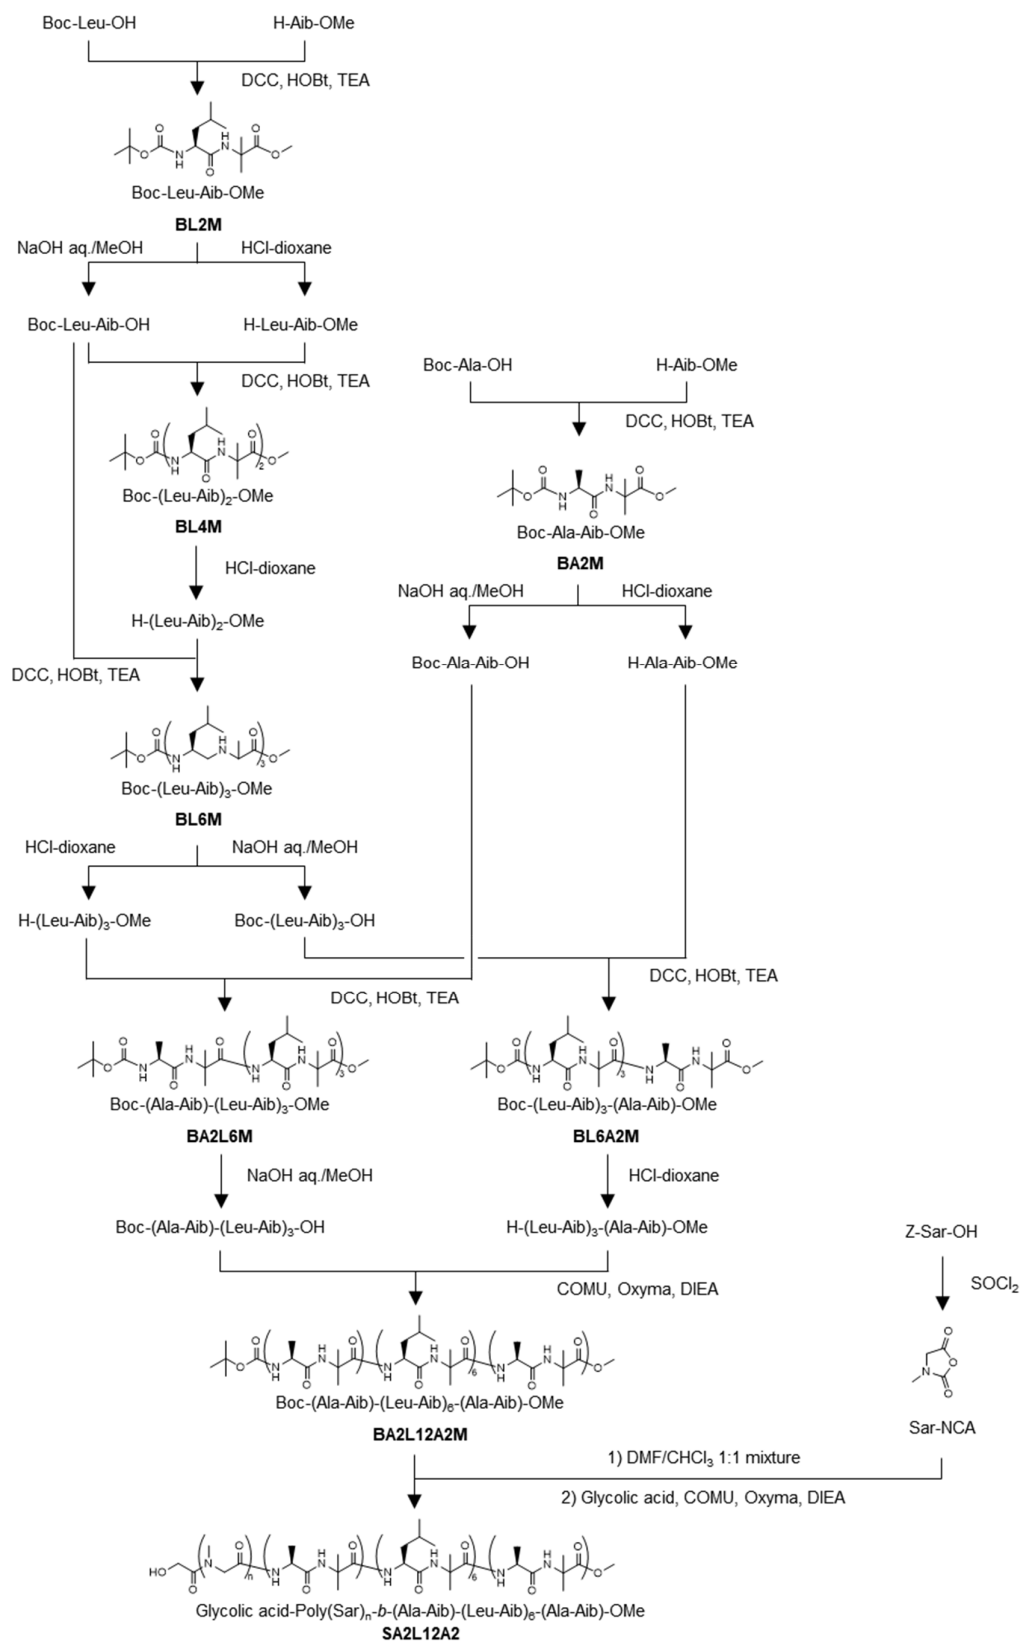 Boc-Leu-OH
H-Aib-OMe
DCC, HOBt, TEA
Boc-Leu-Aib-OMe
BL2M
NaOH aq./MeOH
HCl-dioxane
Boc-Leu-Aib-OH
H-Leu-Aib-OMe
DCC, HOBt, TEA
Boc-(Leu-Aib)2-OMe
BL4M
HCl-dioxane
H-(Leu-Aib)2-OMe
DCC, HOBt, TEA
Boc-(Leu-Aib)3-OMe
BL6M
HCl-dioxane
NaOH aq./MeOH
H-(Leu-Aib)3-OMe
Boc-(Leu-Aib)3-OH
Boc-Ala-OH
H-Aib-OMe
DCC, HOBt, TEA
Boc-Ala-Aib-OMe
BA2M
NaOH aq./MeOH
HCl-dioxane
Boc-Ala-Aib-OH
H-Ala-Aib-OMe
DCC, HOBt, TEA
DCC, HOBt, TEA
Boc-(Ala-Aib)-(Leu-Aib)3-OMe
BA2L6M
Boc-(Leu-Aib)3-(Ala-Aib)-OMe
BL6A2M
NaOH aq./MeOH
HCl-dioxane
Boc-(Ala-Aib)-(Leu-Aib)3-OH
H-(Leu-Aib)3-(Ala-Aib)-OMe
COMU, Oxyma, DIEA
Z-Sar-OH
SOCl2
Sar-NCA
Boc-(Ala-Aib)-(Leu-Aib)6-(Ala-Aib)-OMe
BA2L12A2M
1) DMF/CHCl3 1:1 mixture
2) Glycolic acid, COMU, Oxyma, DIEA
Glycolic acid-Poly(Sar)n-b-(Ala-Aib)-(Leu-Aib)6-(Ala-Aib)-OMe
SA2L12A2